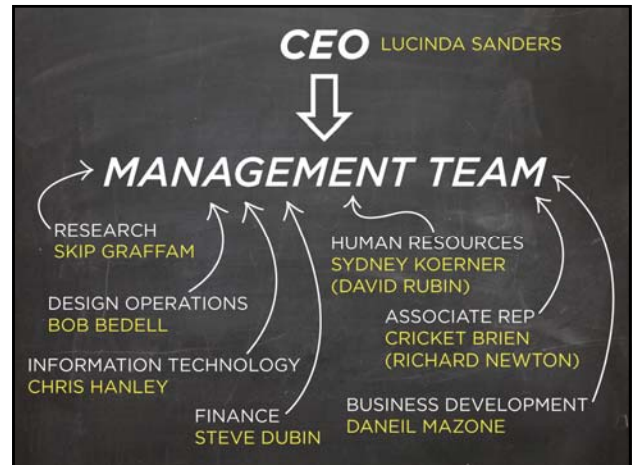 CEO LUCINDA SANDERS
MANAGEMENT TEAM
RESEARCH
SKIP GRAFFAM
HUMAN RESOURCES
SYDNEY KOERNER
(DAVID RUBIN)
DESIGN OPERATIONS
BOB BEDELL
ASSOCIATE REP
CRICKET BRIEN
(RICHARD NEWTON)
INFORMATION TECHNOLOGY
CHRIS HANLEY
FINANCE
STEVE DUBIN
BUSINESS DEVELOPMENT
DANEIL MAZONE